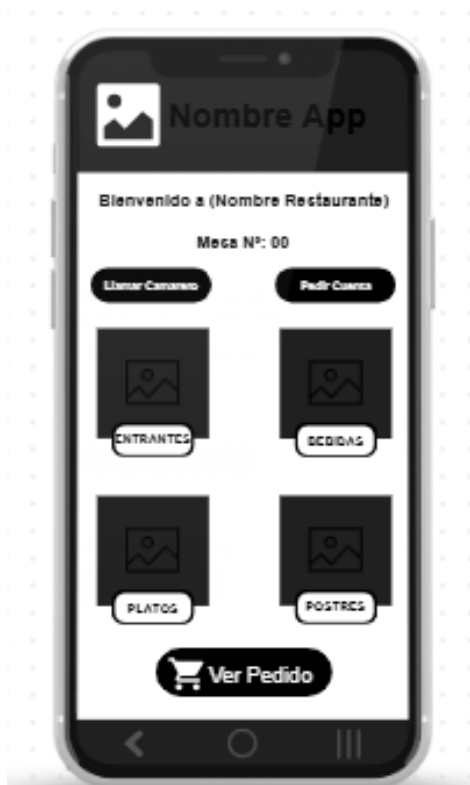 Nombre App
Bienvenido a (Nombre Restaurante)
Mesa Nº: 00
Llamar Camarero
Pedir Cuenta
ENTRANTES
BEBIDAS
PLATOS
POSTRES
Ver Pedido